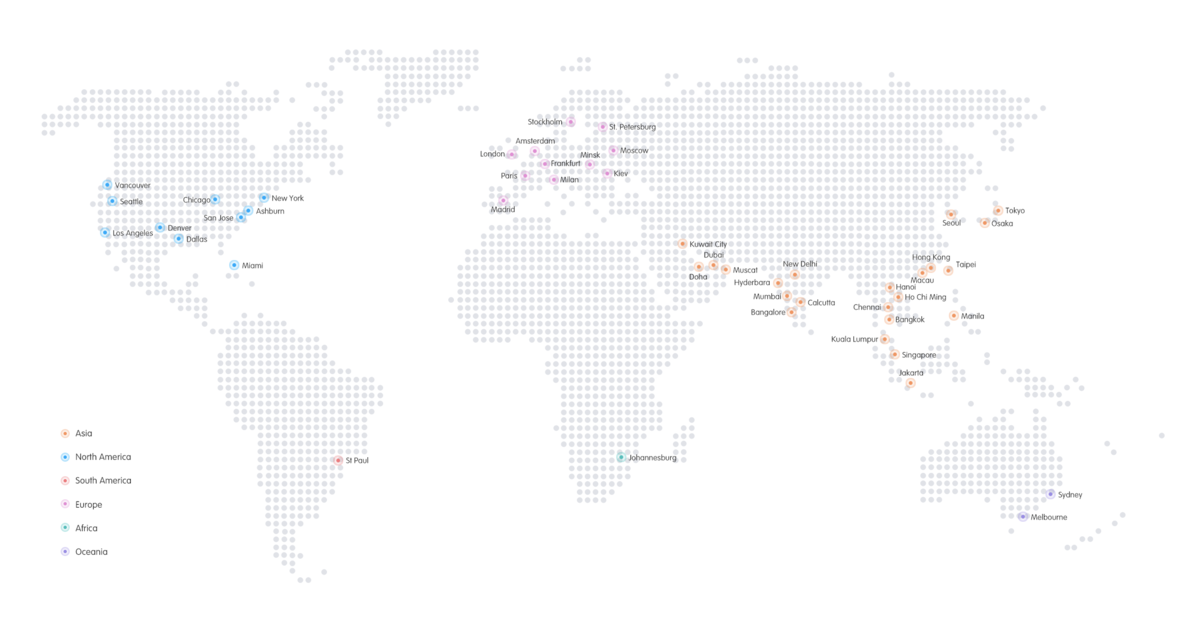 Stockholm
St. Petersburg
Amsterdam
London
Moscow
Minsk
Frankfurt
Paris
Kiev
Milan
Madrid
Vancouver
Seattle
Chicago
New York
Ashburn
San Jose
Denver
Los Angeles
Dallas
Miami
Tokyo
Seoul
Osaka
Kuwait City
Dubai
Doha
Muscat
New Delhi
Hyderbara
Mumbai
Calcutta
Bangalore
Hong Kong
Taipei
Macau
Hanoi
Ho Chi Ming
Chennai
Bangkok
Manila
Kuala Lumpur
Singapore
Jakarta
Asia
North America
South America
Europe
Africa
Oceania
St Paul
Johannesburg
Sydney
Melbourne